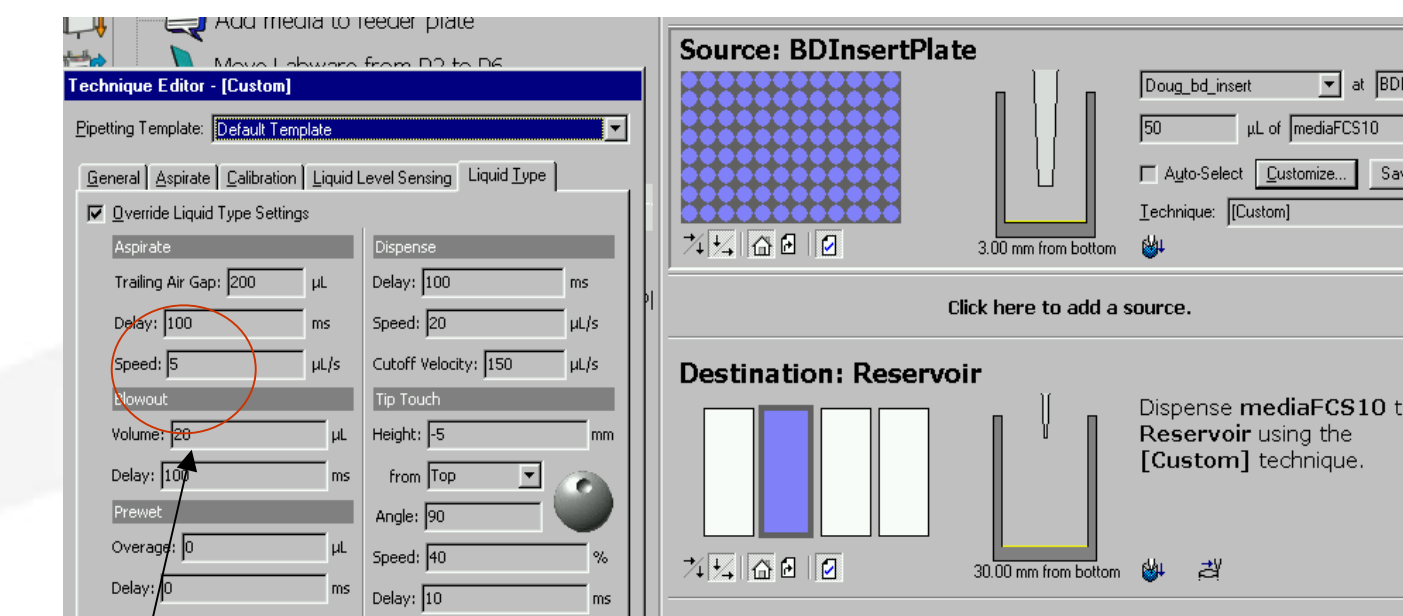 Add media to feeder plate
Move Labware from P2 to P6
Technique Editor - [Custom]
Pipetting Template: Default Template
General Aspirate Calibration Liquid Level Sensing Liquid Type
Override Liquid Type Settings
Aspirate
Trailing Air Gap: 200 µL
Delay: 100 ms
Speed: 5 µL/s
Blowout
Volume: 20 µL
Delay: 100 ms
Prewet
Overage: 0 µL
Delay: 0 ms
Dispense
Delay: 100 ms
Speed: 20 µL/s
Cutoff Velocity: 150 µL/s
Tip Touch
Height: -5 mm
from Top
Angle: 90
Speed: 40 %
Delay: 10 ms
Source: BDInsertPlate
3.00 mm from bottom
Doug_bd_insert at
50 µL of mediaFCS10
Auto-Select Customize...
Technique: [Custom]
Click here to add a source.
Destination: Reservoir
30.00 mm from bottom
Dispense mediaFCS10
Reservoir using the
[Custom] technique.